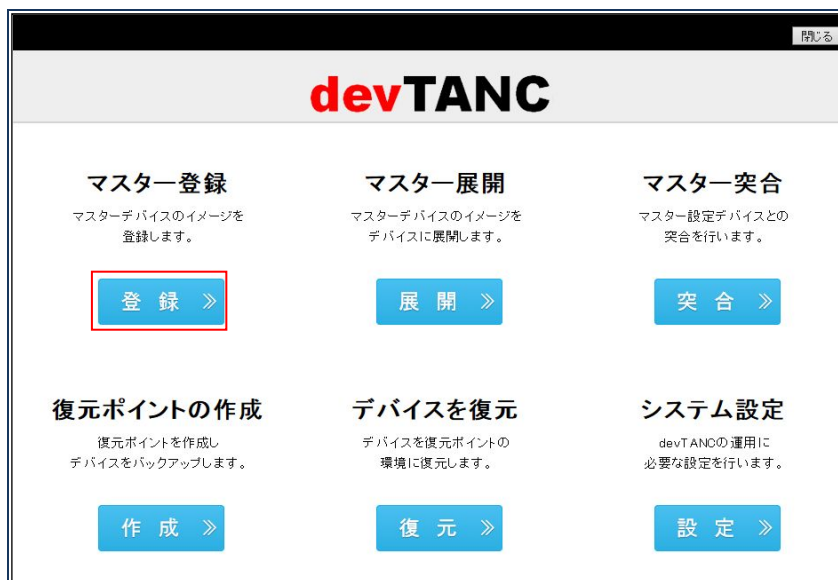 閉じる
devTANC
マスター登録
マスターデバイスのイメージを
登録します。
登 録 »
マスター展開
マスターデバイスのイメージを
デバイスに展開します。
展 開 »
マスター突合
マスター設定デバイスとの
突合を行います。
突 合 »
復元ポイントの作成
復元ポイントを作成し
デバイスをバックアップします。
作 成 »
デバイスを復元
デバイスを復元ポイントの
環境に復元します。
復 元 »
システム設定
devTANCの運用に
必要な設定を行います。
設 定 »